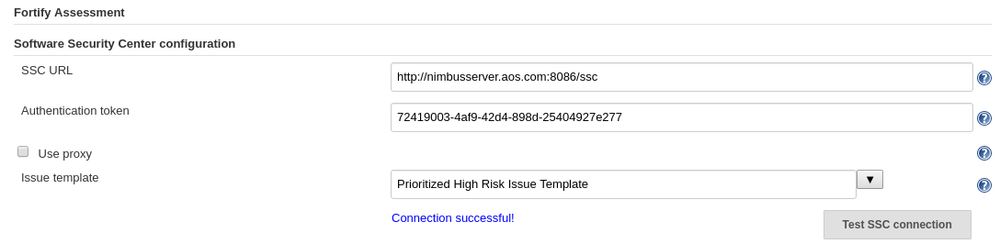 Fortify Assessment
Software Security Center configuration
SSC URL
http://nimbusserver.aos.com:8086/ssc
Authentication token
72419003-4af9-42d4-898d-25404927e277
Use proxy
Issue template
Prioritized High Risk Issue Template
Connection successful!
Test SSC connection